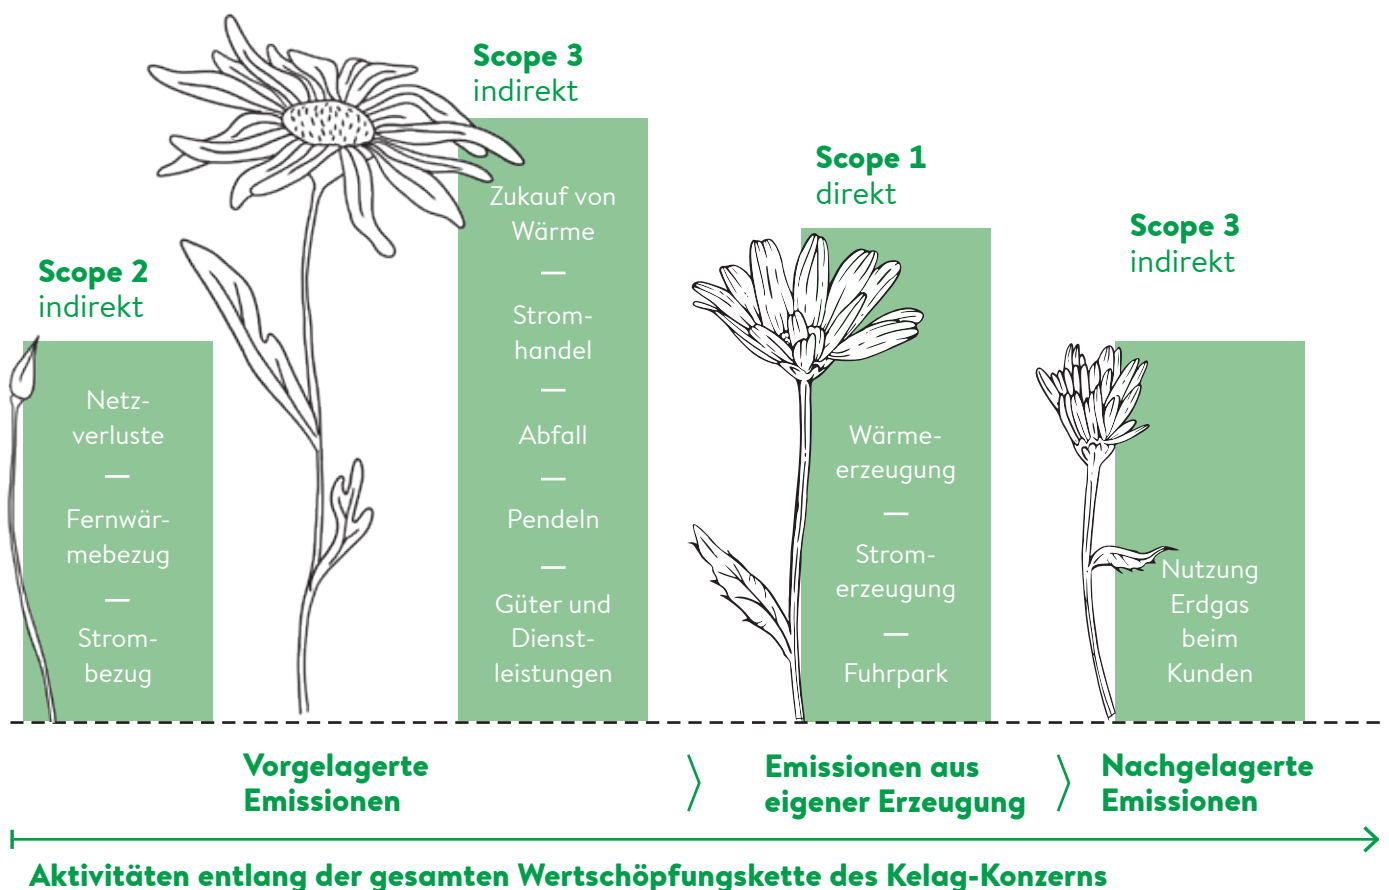 Scope 2
indirekt
Netz-
verluste
—
Fernwär-
mebezug
—
Strom-
bezug
Scope 3
indirekt
Zukauf von
Wärme
—
Strom-
handel
—
Abfall
—
Pendeln
—
Güter und
Dienst-
leistungen
Scope 1
direkt
Wärme-
erzeugung
—
Strom-
erzeugung
—
Fuhrpark
Scope 3
indirekt
Nutzung
Erdgas
beim
Kunden
Vorgelagerte
Emissionen
Emissionen aus
eigener Erzeugung
Nachgelagerte
Emissionen
Aktivitäten entlang der gesamten Wertschöpfungskette des Kelag-Konzerns